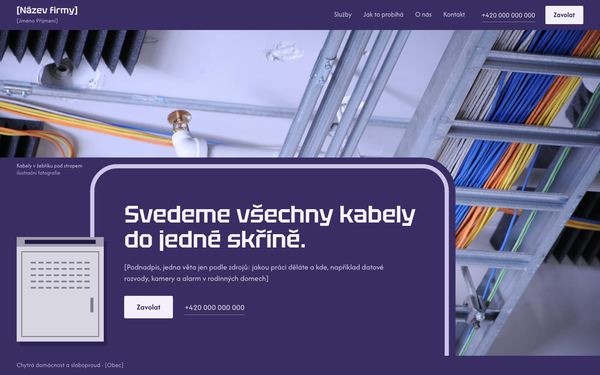 [Název firmy]
[Jméno Příjmení]
Služby
Jak to probíhá
O nás
Kontakt
+420 000 000 000
Zavolat
Kabely v žebříku pod stropem
ilustrační fotografie
Svedeme všechny kabely
do jedné skříně.
[Podnadpis, jedna věta jen podle zdrojů: jakou práci děláte a kde, například datové
rozvody, kamery a alarm v rodinných domech]
Zavolat
+420 000 000 000
Chytrá domácnost a slaboproud · [Obec]